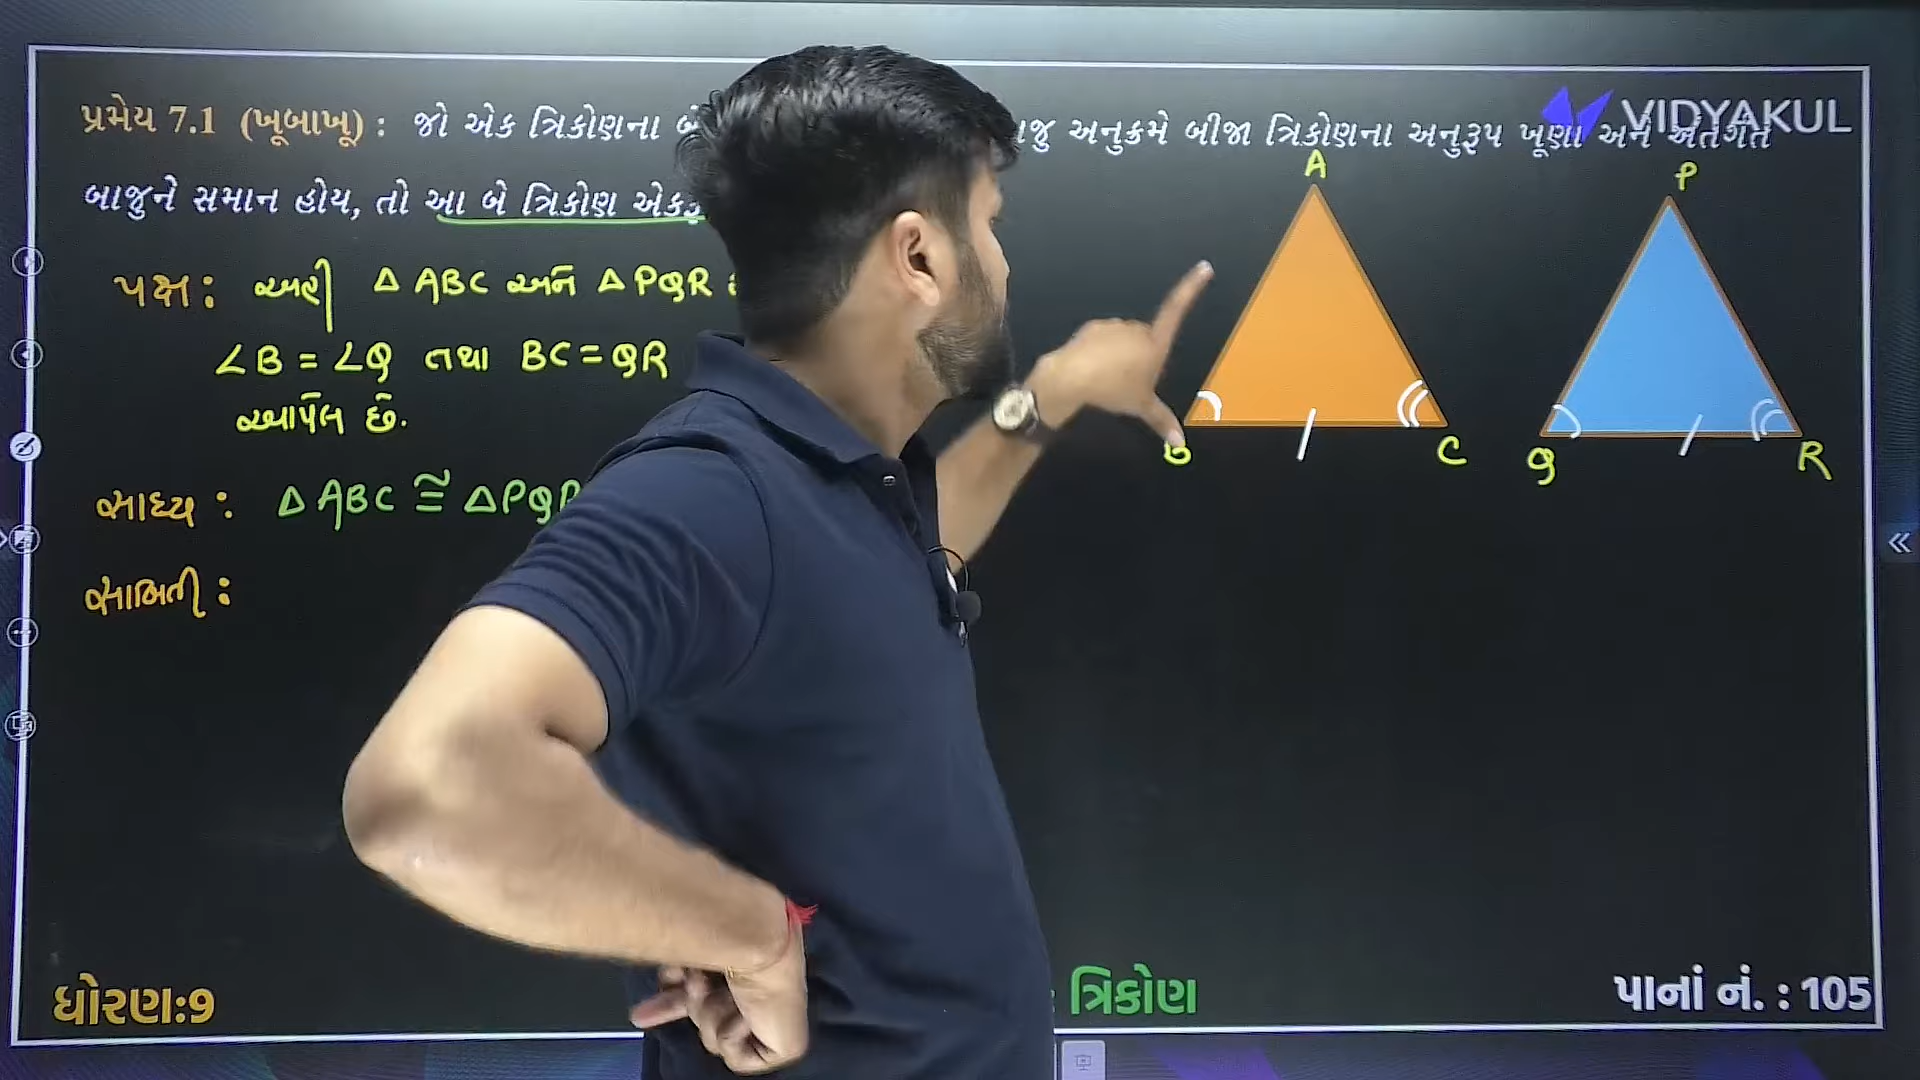 પ્રમેય 7.1 (ખૂબાખૂ) : જો એક ત્રિકોણના અનુક્રમે બીજા ત્રિકોણના અનુરૂપ ખૂણા અને અંતર્ગત
VIDYAKUL
બાજુને સમાન હોય, તો આ બે ત્રિકોણ
A
P
પક્ષ : અહી △ ABC અને △ PQR
∠B = ∠Q તથા BC = QR
આપેલ છે.
B C Q R
સાધ્ય : △ ABC ≅ △PQR
સાબિતી :
ધોરણ:9
ત્રિકોણ
પાનાં નં. : 105